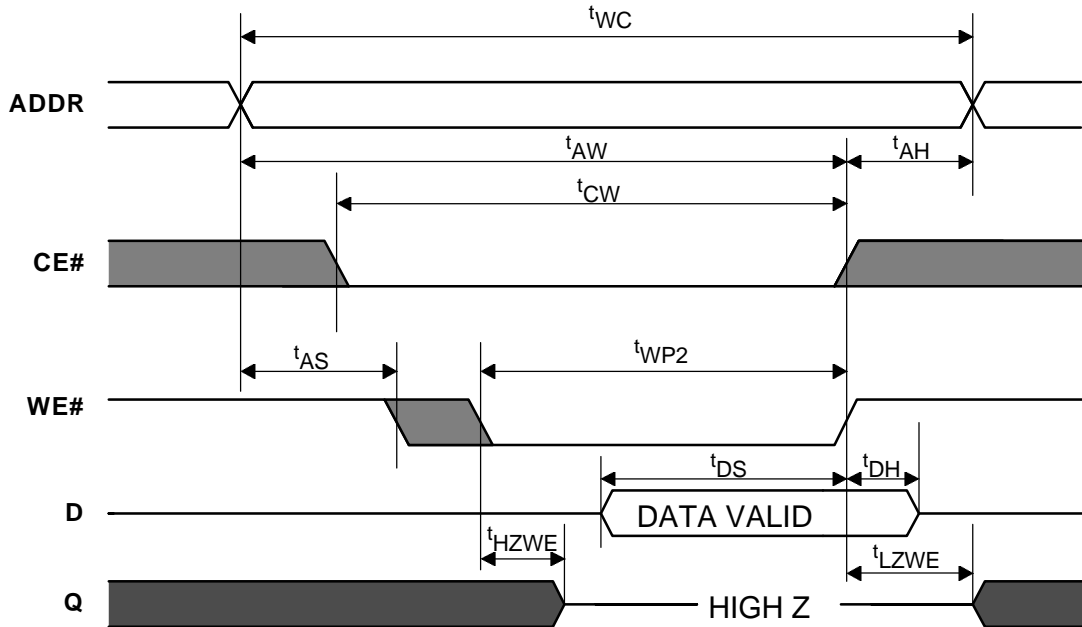 tWC
ADDR
tAW
tAH
tCW
CE#
tAS
tWP2
WE#
tDS
tDH
D
DATA VALID
tHZWE
tLZWE
Q
HIGH Z